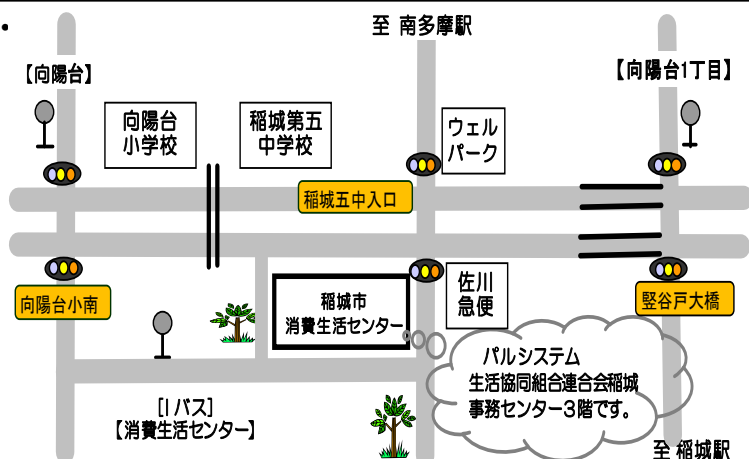 至 南多摩駅
【向陽台】
【向陽台1丁目】
向陽台
小学校
稲城第五
中学校
ウェル
パーク
稲城五中入口
向陽台小南
稲城市
消費生活センター
佐川
急便
竪谷戸大橋
パルシステム
生活協同組合連合会稲城
事務センター3階です。
[Iバス]
【消費生活センター】
至 稲城駅